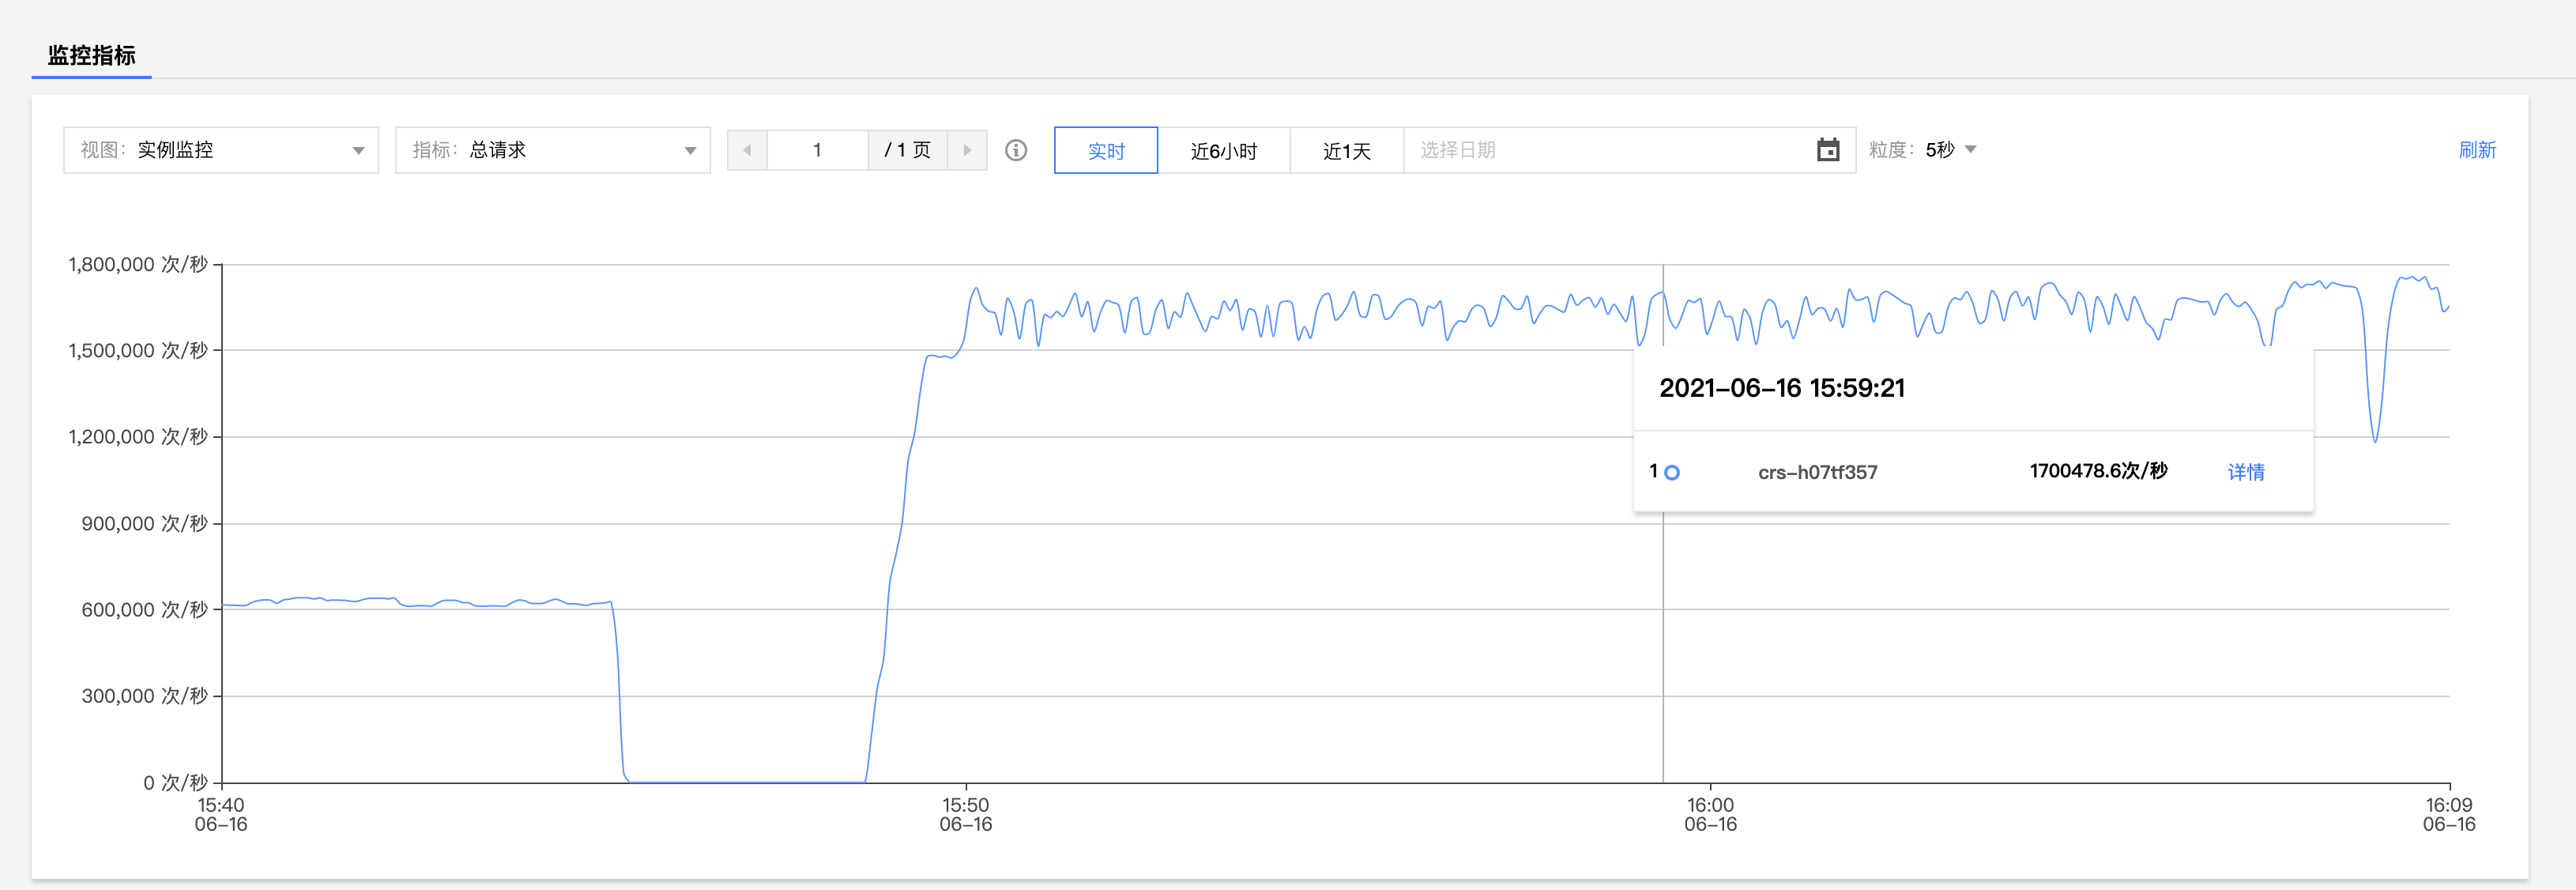 监控指标
视图： 实例监控
指标： 总请求
1 / 1 页
实时 近6小时 近1天 选择日期 粒度： 5秒 刷新
1,800,000 次/秒
1,500,000 次/秒
1,200,000 次/秒
900,000 次/秒
600,000 次/秒
300,000 次/秒
0 次/秒
2021-06-16 15:59:21
1 crs-h07tf357 1700478.6次/秒 详情
15:40 15:50 16:00 16:09
06-16 06-16 06-16 06-16